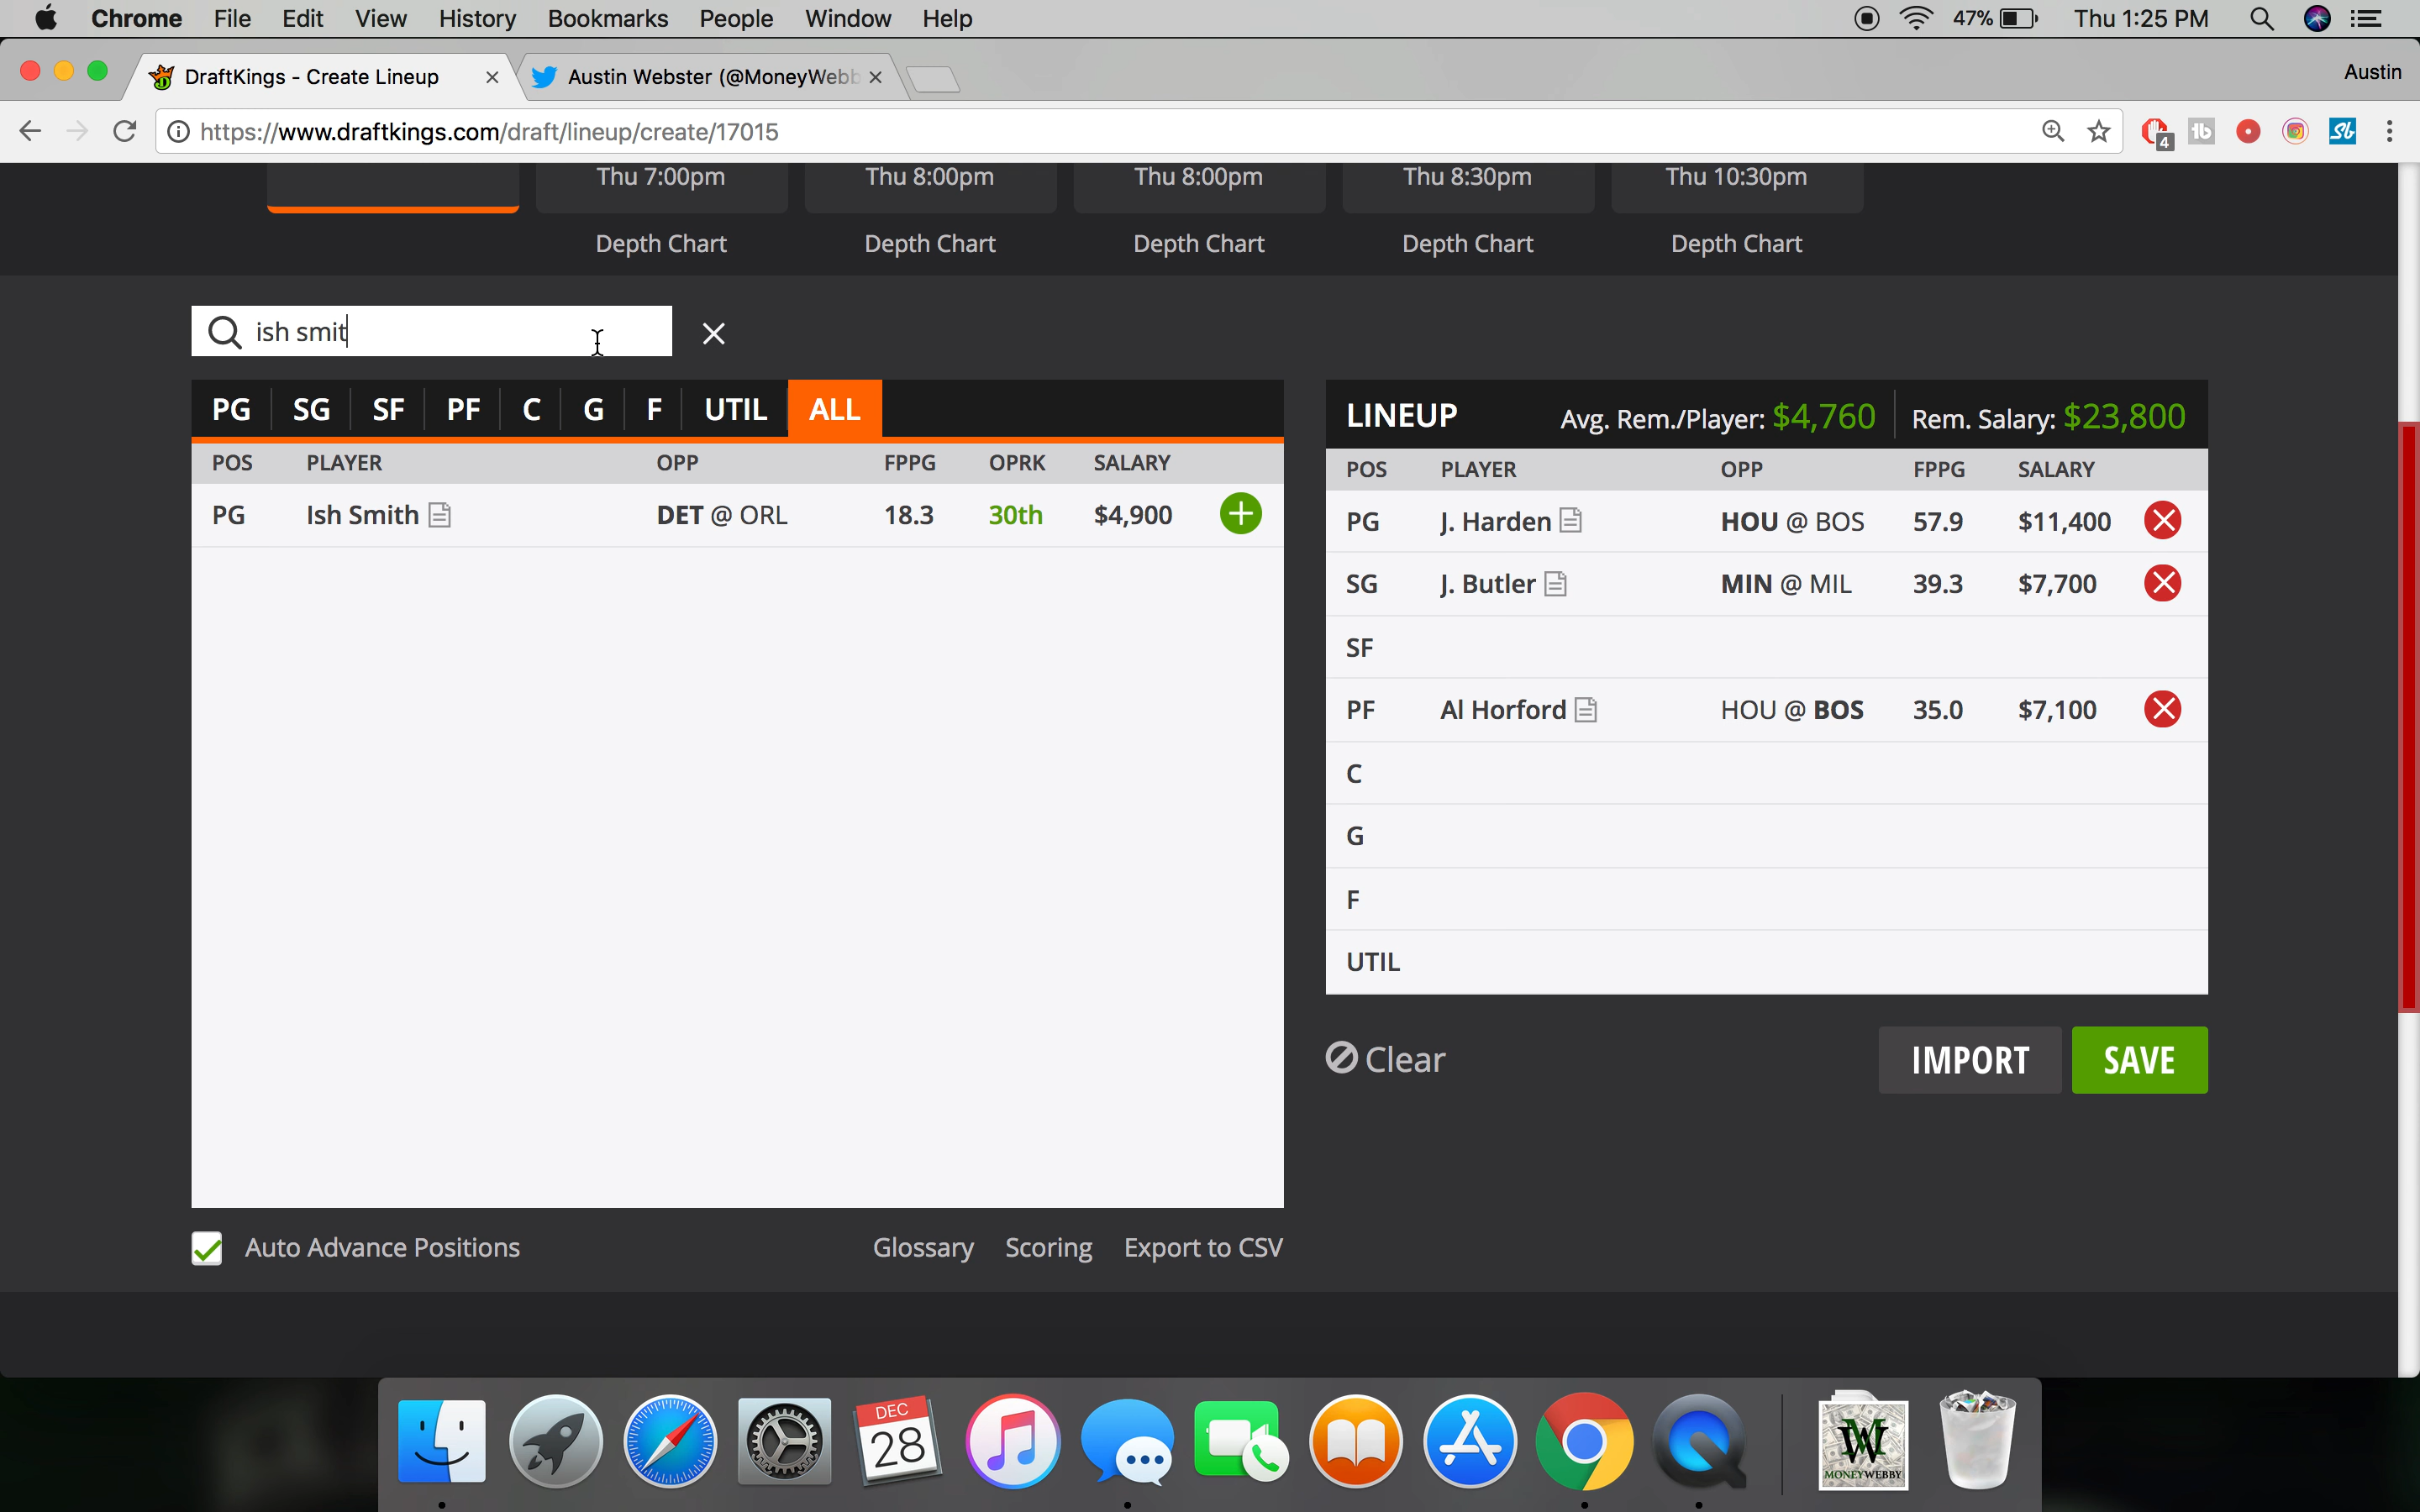 Chrome File Edit View History Bookmarks People Window Help 47% Thu 1:25 PM
DraftKings - Create Lineup Austin Webster (@MoneyWebb Austin
https://www.draftkings.com/draft/lineup/create/17015 4 tb Sb
Thu 7:00pm Thu 8:00pm Thu 8:00pm Thu 8:30pm Thu 10:30pm
Depth Chart Depth Chart Depth Chart Depth Chart Depth Chart
ish smit
PG SG SF PF C G F UTIL ALL
POS PLAYER OPP FPPG OPRK SALARY
PG Ish Smith DET @ ORL 18.3 30th $4,900
LINEUP Avg. Rem./Player: $4,760 Rem. Salary: $23,800
POS PLAYER OPP FPPG SALARY
PG J. Harden HOU @ BOS 57.9 $11,400
SG J. Butler MIN @ MIL 39.3 $7,700
SF
PF Al Horford HOU @ BOS 35.0 $7,100
C
G
F
UTIL
Clear IMPORT SAVE
Auto Advance Positions Glossary Scoring Export to CSV
DEC
28
W
MONEYWEBBY